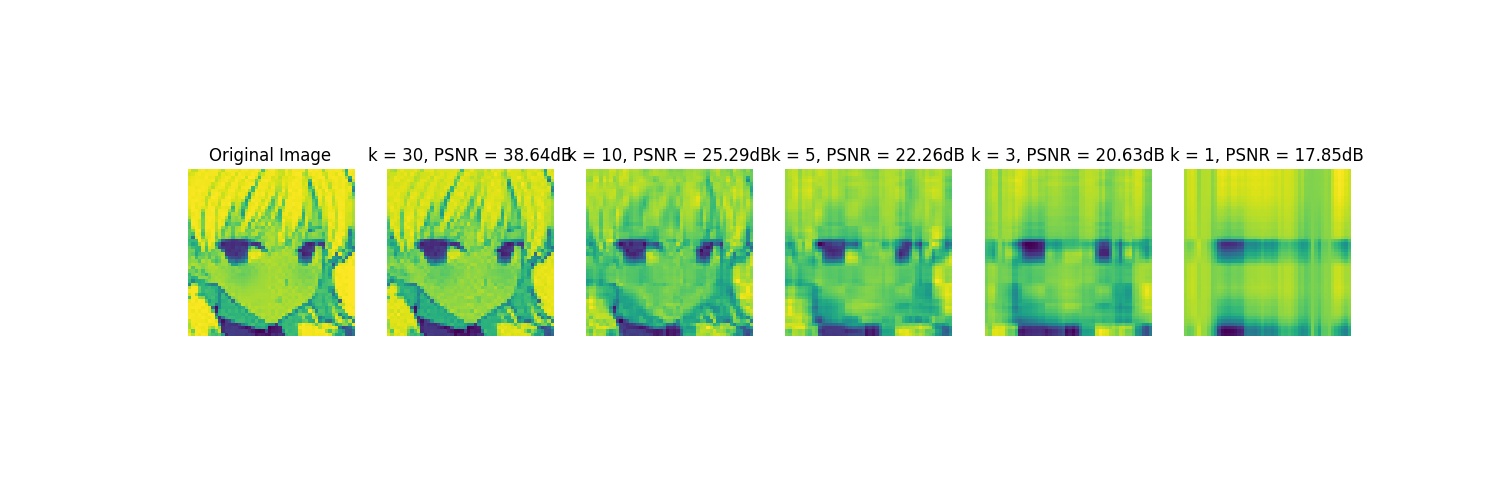 Original Image
k = 30, PSNR = 38.64dB
k = 10, PSNR = 25.29dB
k = 5, PSNR = 22.26dB
k = 3, PSNR = 20.63dB
k = 1, PSNR = 17.85dB